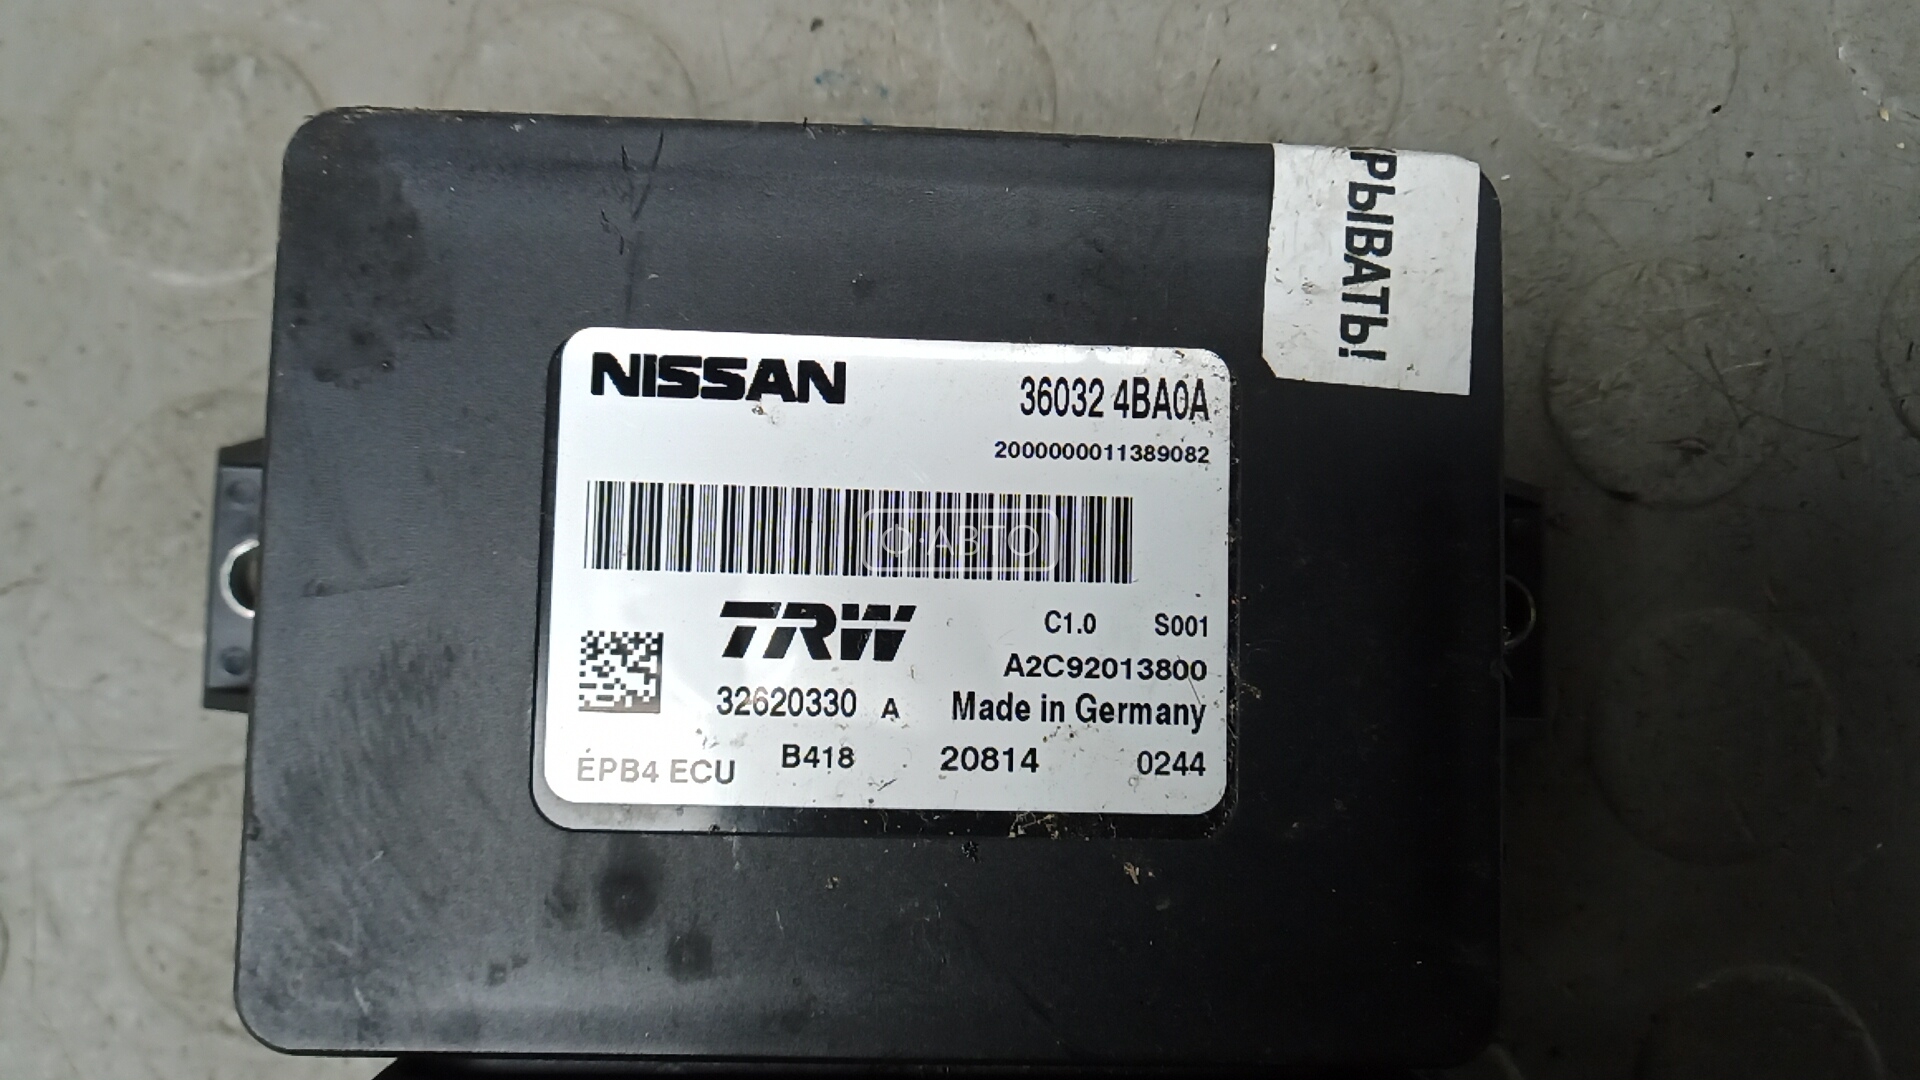 РЫВАТЬ!
NISSAN
36032 4BA0A
2000000011389082
АВТО
TRW
C1.0 S001
A2C92013800
32620330 A Made in Germany
EPB4 ECU B418 20814 0244